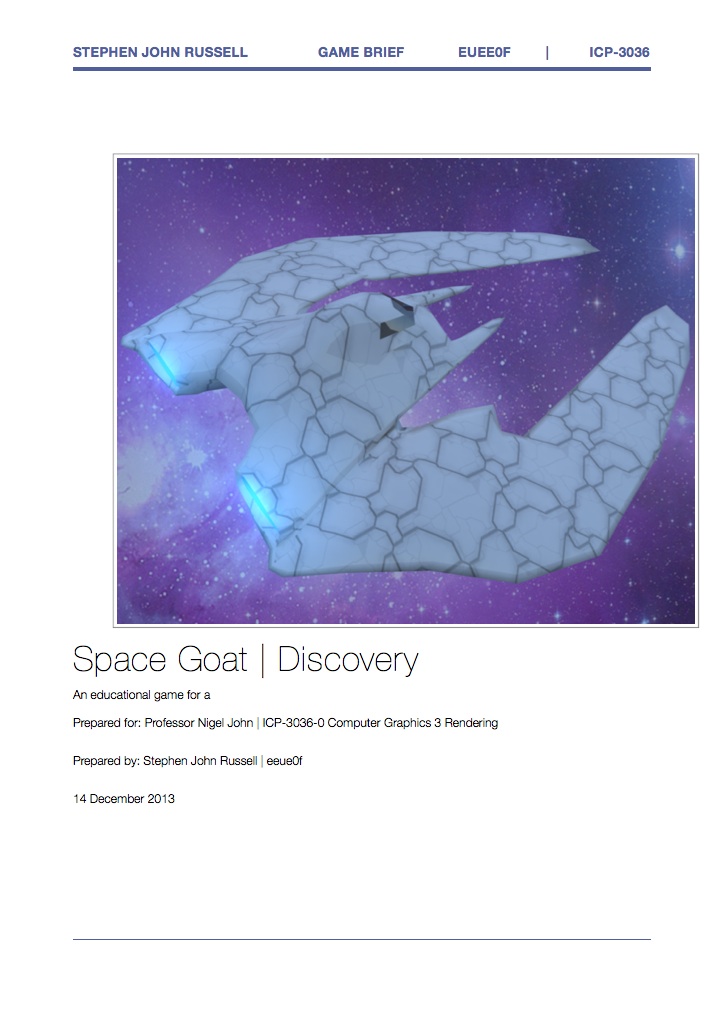 STEPHEN JOHN RUSSELL GAME BRIEF EUEE0F | ICP-3036
Space Goat | Discovery
An educational game for a
Prepared for: Professor Nigel John | ICP-3036-0 Computer Graphics 3 Rendering
Prepared by: Stephen John Russell | eeue0f
14 December 2013